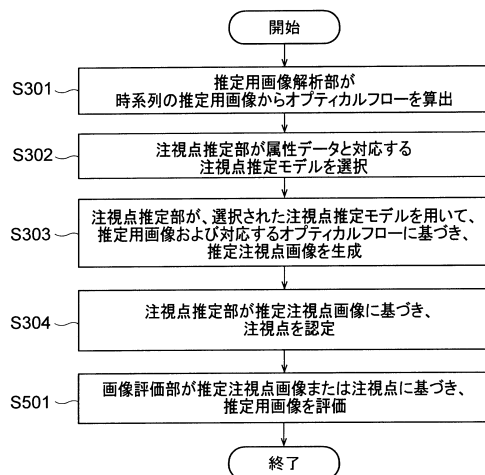 開始
S301
推定用画像解析部が
時系列の推定用画像からオプティカルフローを算出
S302
注視点推定部が属性データと対応する
注視点推定モデルを選択
S303
注視点推定部が、選択された注視点推定モデルを用いて、
推定用画像および対応するオプティカルフローに基づき、
推定注視点画像を生成
S304
注視点推定部が推定注視点画像に基づき、
注視点を認定
S501
画像評価部が推定注視点画像または注視点に基づき、
推定用画像を評価
終了